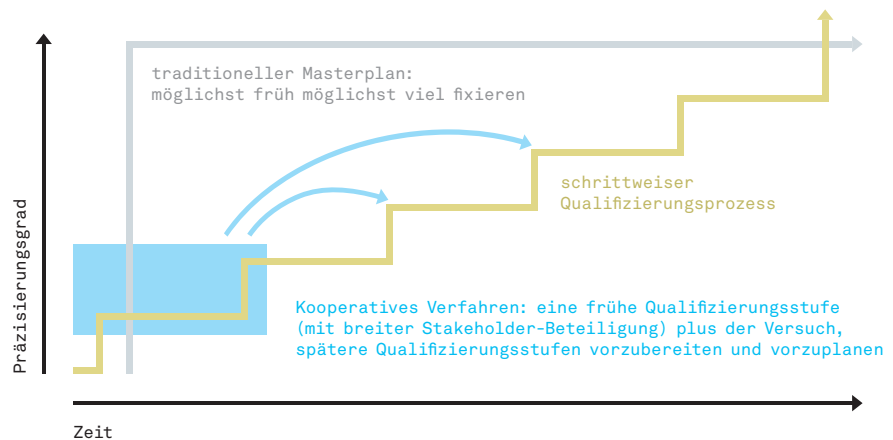 traditioneller Masterplan:
möglichst früh möglichst viel fixieren
schrittweiser
Qualifizierungsprozess
Präzisierungsgrad
Kooperatives Verfahren: eine frühe Qualifizierungsstufe
(mit breiter Stakeholder-Beteiligung) plus der Versuch,
spätere Qualifizierungsstufen vorzubereiten und vorzuplanen
Zeit